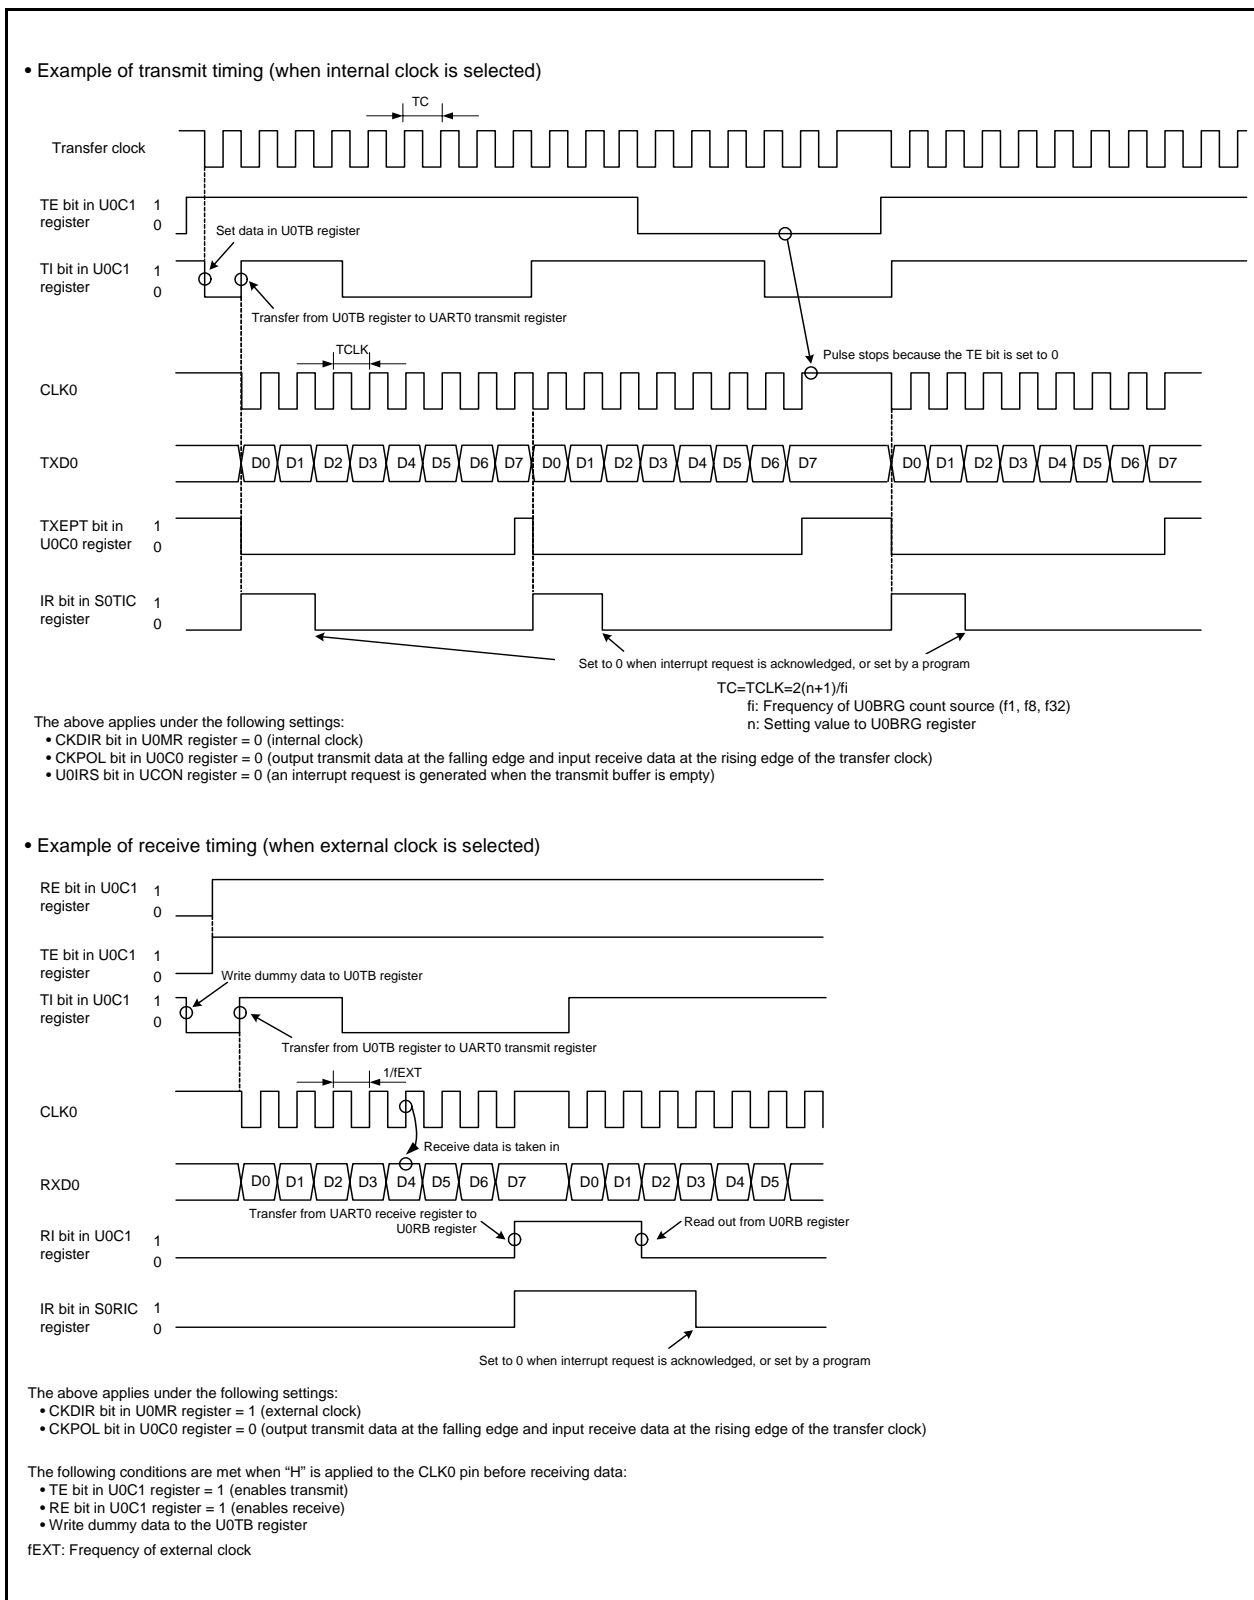 • Example of transmit timing (when internal clock is selected)
TC
Transfer clock
TE bit in U0C1
register
1
0
Set data in U0TB register
TI bit in U0C1
register
1
0
Transfer from U0TB register to UART0 transmit register
TCLK
Pulse stops because the TE bit is set to 0
CLK0
TXD0
D0 D1 D2 D3 D4 D5 D6 D7 D0 D1 D2 D3 D4 D5 D6 D7 D0 D1 D2 D3 D4 D5 D6 D7
TXEPT bit in
U0C0 register
1
0
IR bit in S0TIC
register
1
0
Set to 0 when interrupt request is acknowledged, or set by a program
TC=TCLK=2(n+1)/fi
fi: Frequency of U0BRG count source (f1, f8, f32)
n: Setting value to U0BRG register
The above applies under the following settings:
• CKDIR bit in U0MR register = 0 (internal clock)
• CKPOL bit in U0C0 register = 0 (output transmit data at the falling edge and input receive data at the rising edge of the transfer clock)
• U0IRS bit in UCON register = 0 (an interrupt request is generated when the transmit buffer is empty)
• Example of receive timing (when external clock is selected)
RE bit in U0C1
register
1
0
TE bit in U0C1
register
1
0
Write dummy data to U0TB register
TI bit in U0C1
register
1
0
Transfer from U0TB register to UART0 transmit register
1/fEXT
CLK0
Receive data is taken in
RXD0
D0 D1 D2 D3 D4 D5 D6 D7 D0 D1 D2 D3 D4 D5
Transfer from UART0 receive register to
U0RB register
Read out from U0RB register
RI bit in U0C1
register
1
0
IR bit in S0RIC
register
1
0
Set to 0 when interrupt request is acknowledged, or set by a program
The above applies under the following settings:
• CKDIR bit in U0MR register = 1 (external clock)
• CKPOL bit in U0C0 register = 0 (output transmit data at the falling edge and input receive data at the rising edge of the transfer clock)
The following conditions are met when “H” is applied to the CLK0 pin before receiving data:
• TE bit in U0C1 register = 1 (enables transmit)
• RE bit in U0C1 register = 1 (enables receive)
• Write dummy data to the U0TB register
fEXT: Frequency of external clock